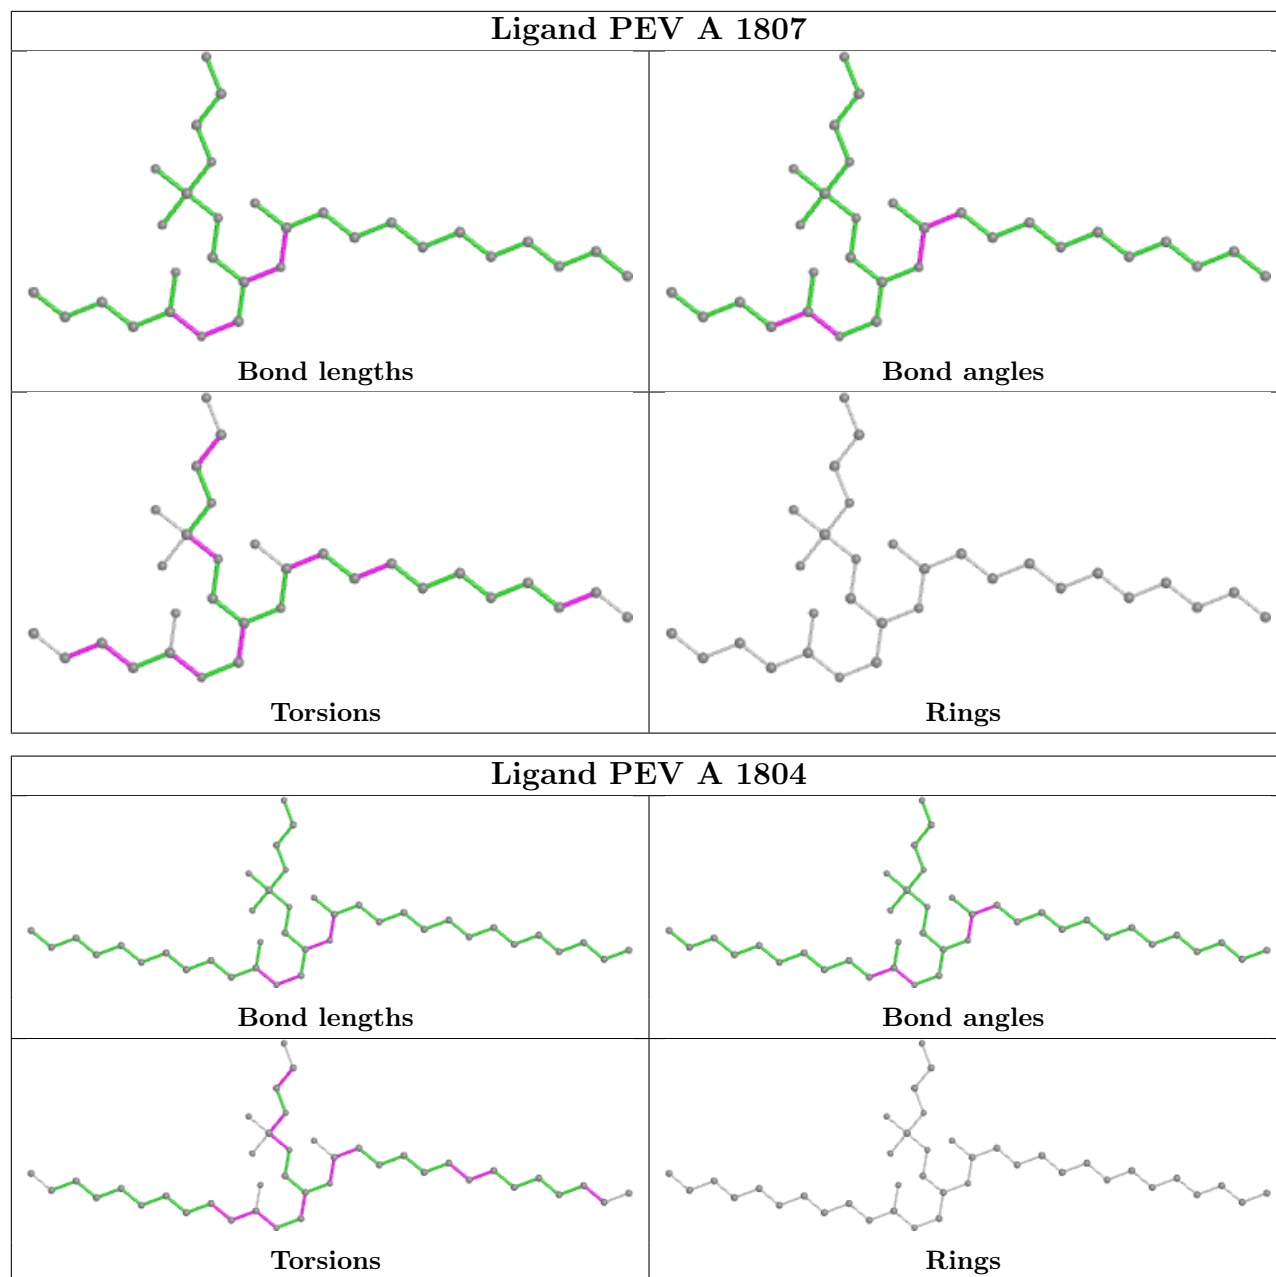 Ligand PEV A 1807
Bond lengths
Bond angles
Torsions
Rings
Ligand PEV A 1804
Bond lengths
Bond angles
Torsions
Rings